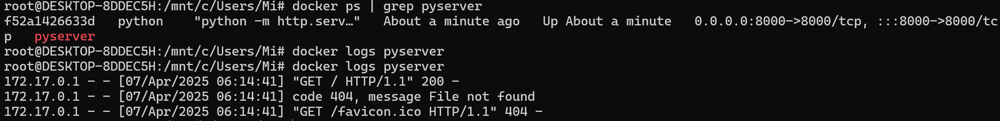 root@DESKTOP-8DDEC5H:/mnt/c/Users/Mi# docker ps | grep pyserver
f52a1426633d   python    "python -m http.serv…"   About a minute ago   Up About a minute   0.0.0.0:8000->8000/tcp, :::8000->8000/tc
p   pyserver
root@DESKTOP-8DDEC5H:/mnt/c/Users/Mi# docker logs pyserver
root@DESKTOP-8DDEC5H:/mnt/c/Users/Mi# docker logs pyserver
172.17.0.1 - - [07/Apr/2025 06:14:41] "GET / HTTP/1.1" 200 -
172.17.0.1 - - [07/Apr/2025 06:14:41] code 404, message File not found
172.17.0.1 - - [07/Apr/2025 06:14:41] "GET /favicon.ico HTTP/1.1" 404 -